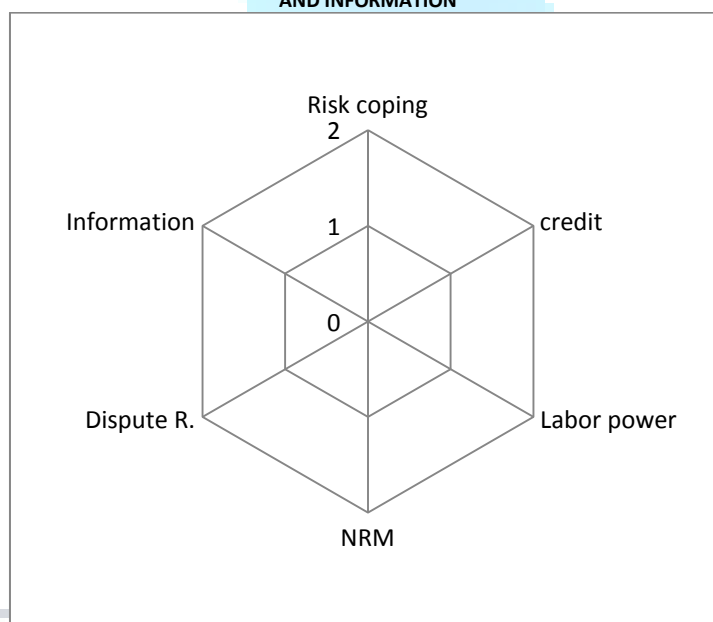 AND INFORMATION
Risk coping
2
Information
1
credit
0
Dispute R.
Labor power
NRM